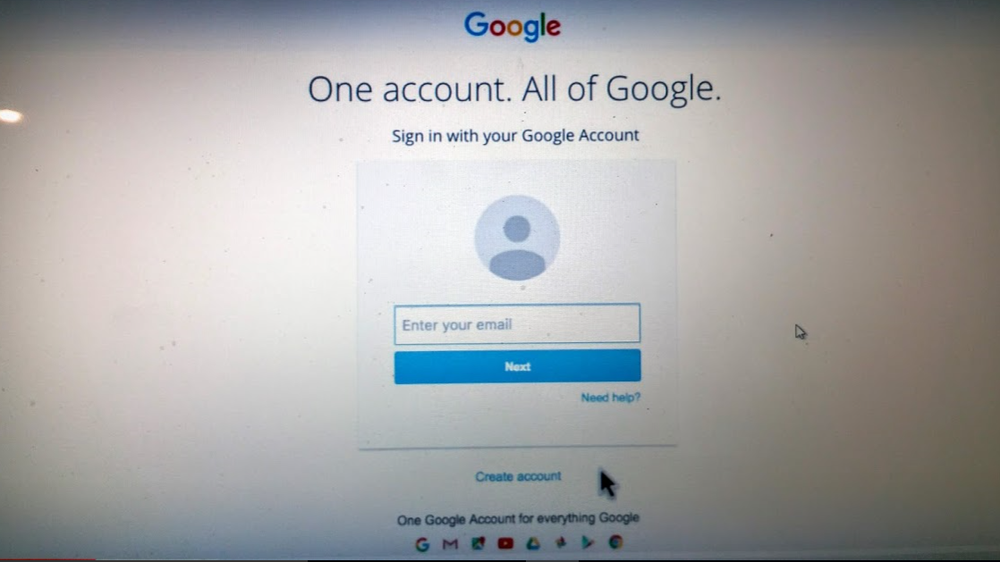 Google
One account. All of Google.
Sign in with your Google Account
Enter your email
Next
Need help?
Create account
One Google Account for everything Google